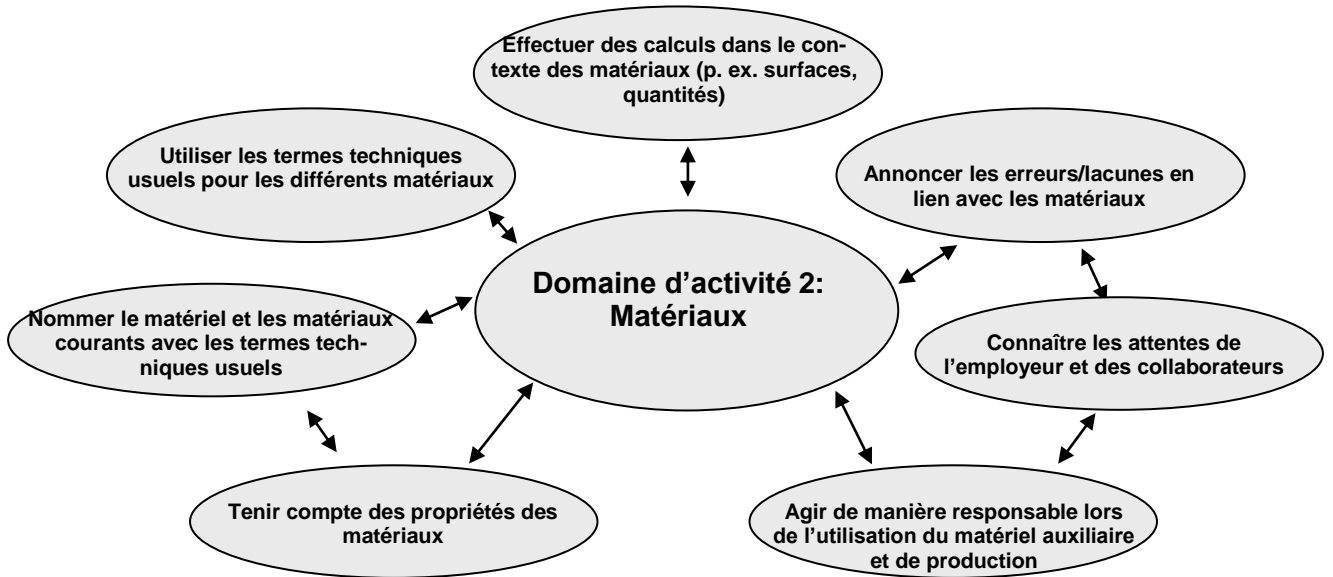 Effectuer des calculs dans le con-
texte des matériaux (p. ex. surfaces,
quantités)
Utiliser les termes techniques
usuels pour les différents matériaux
Annoncer les erreurs/lacunes en
lien avec les matériaux
Domaine d'activité 2:
Matériaux
Nommer le matériel et les matériaux
courants avec les termes tech-
niques usuels
Connaître les attentes de
l'employeur et des collaborateurs
Tenir compte des propriétés des
matériaux
Agir de manière responsable lors
de l'utilisation du matériel auxiliaire
et de production